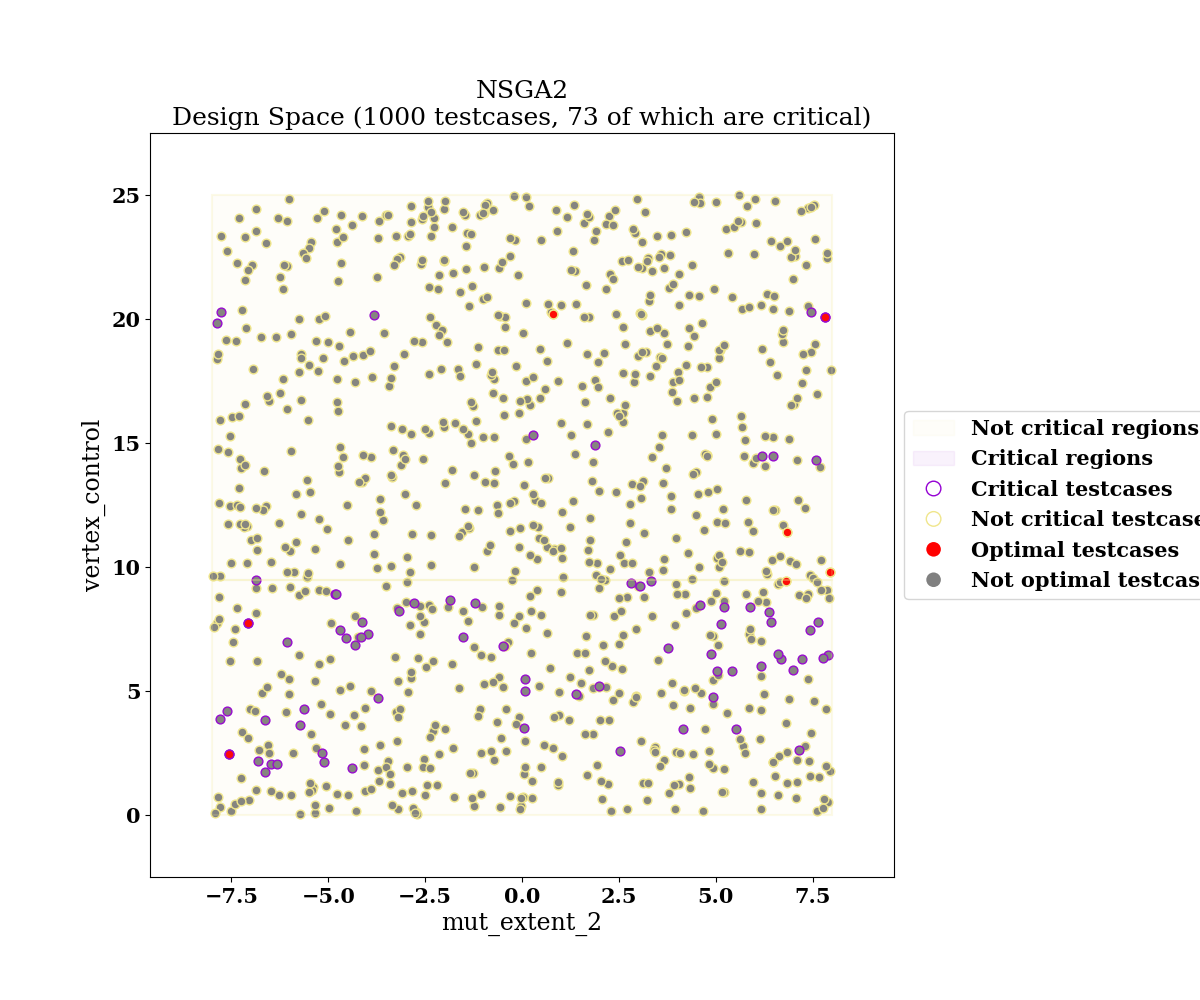 NSGA2
Design Space (1000 testcases, 73 of which are critical)
25
20
15
10
5
0
vertex_control
−7.5 −5.0 −2.5 0.0 2.5 5.0 7.5
mut_extent_2
Not critical regions
Critical regions
Critical testcases
Not critical testcase
Optimal testcases
Not optimal testcas